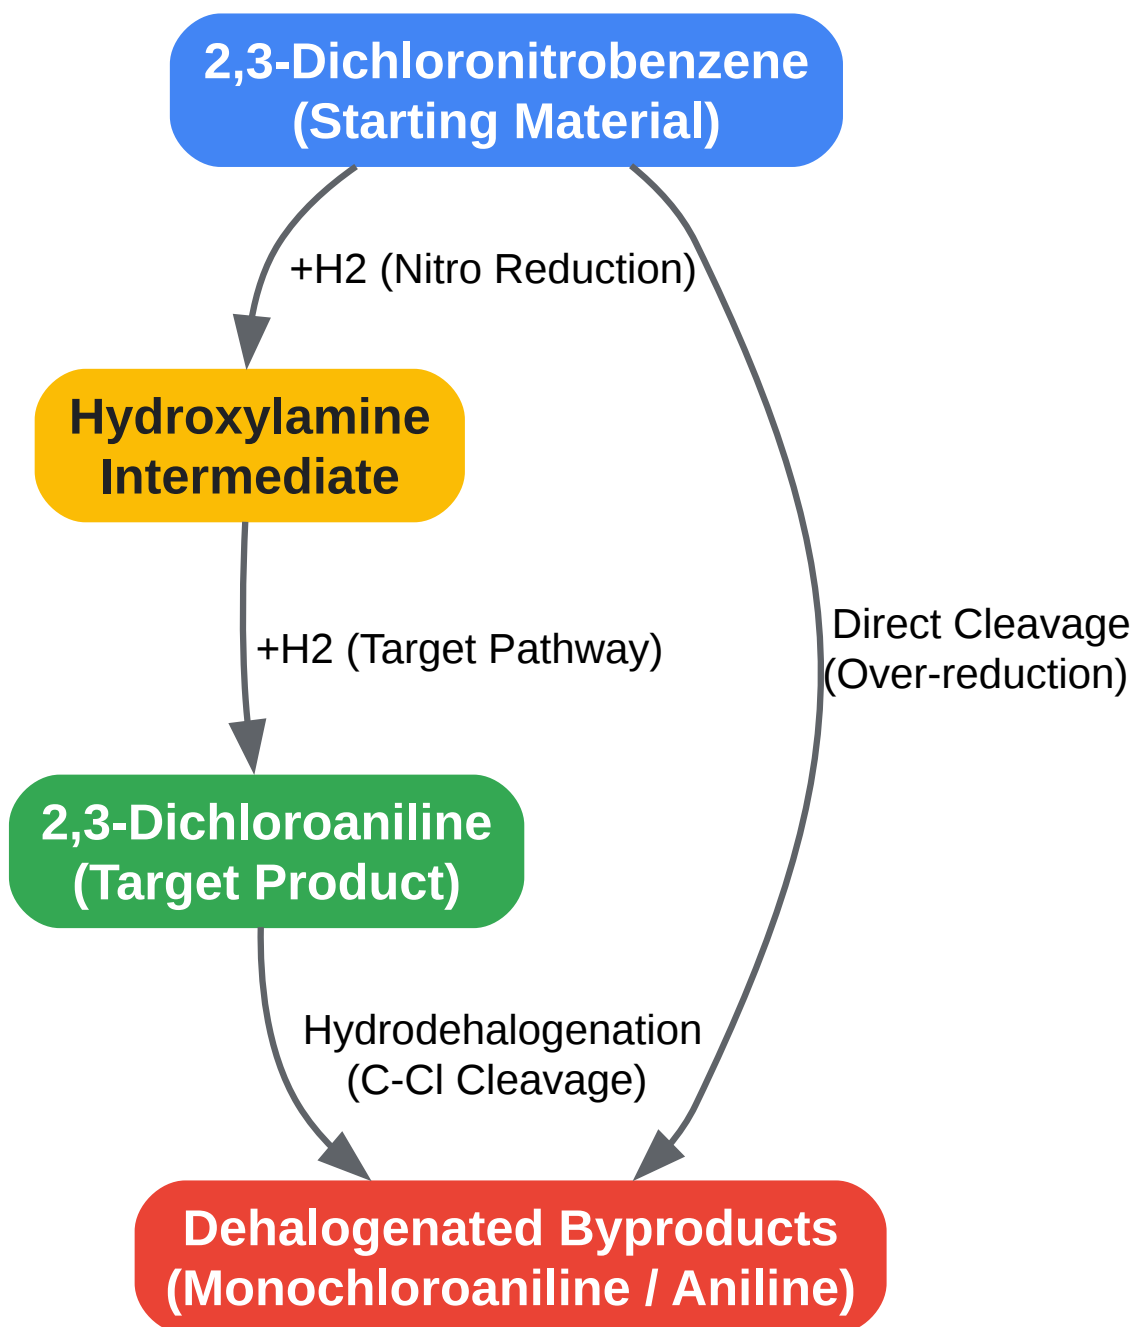 2,3-Dichloronitrobenzene
(Starting Material)
+H2 (Nitro Reduction)
Hydroxylamine
Intermediate
Direct Cleavage
(Over-reduction)
+H2 (Target Pathway)
2,3-Dichloroaniline
(Target Product)
Hydrodehalogenation
(C-Cl Cleavage)
Dehalogenated Byproducts
(Monochloroaniline / Aniline)